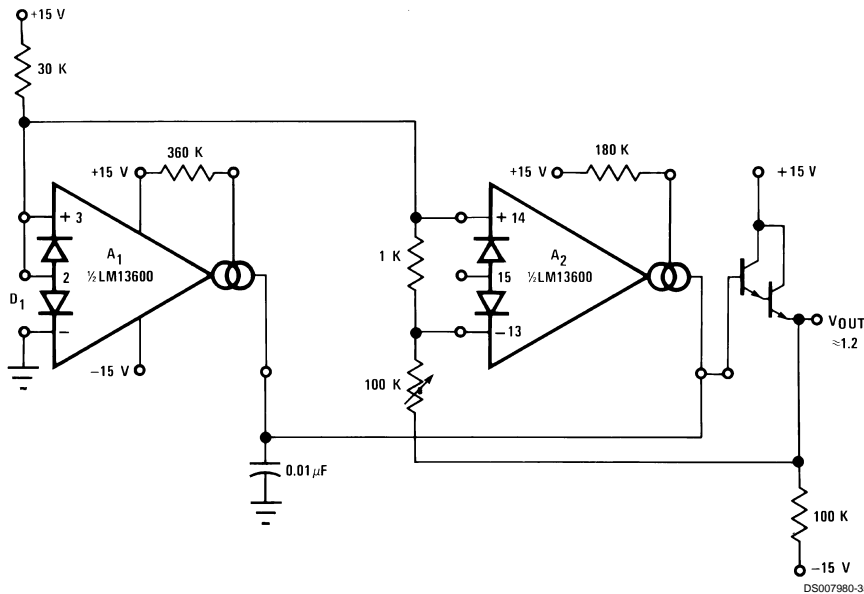 +15 V
30 K
+15 V
360 K
A1
½LM13600
+ 3
2
D1
−
−15 V
0.01 μF
1 K
100 K
+15 V
180 K
A2
½LM13600
+ 14
15
−13
+15 V
VOUT
≈1.2
100 K
−15 V
DS007980-3